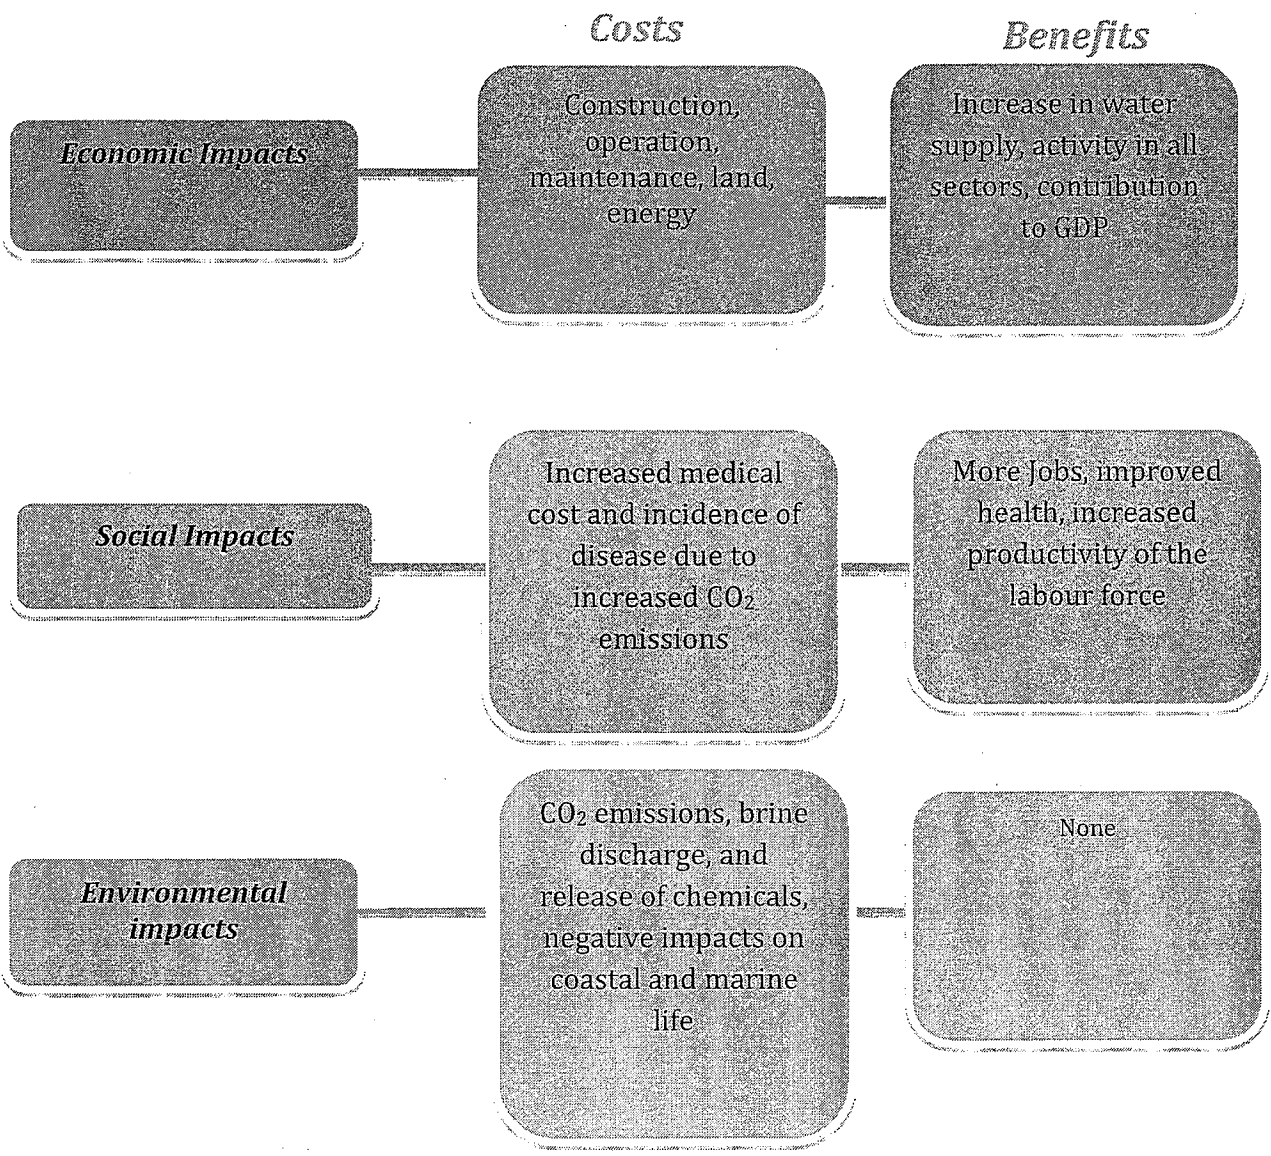 Costs
Benefits
Economic Impacts
Construction,
operation,
maintenance, land,
energy
Increase in water
supply, activity in all
sectors, contribution
to GDP
Social Impacts
Increased medical
cost and incidence of
disease due to
increased CO₂
emissions
More Jobs, improved
health, increased
productivity of the
labour force
Environmental
impacts
CO₂ emissions, brine
discharge, and
release of chemicals,
negative impacts on
coastal and marine
life
None